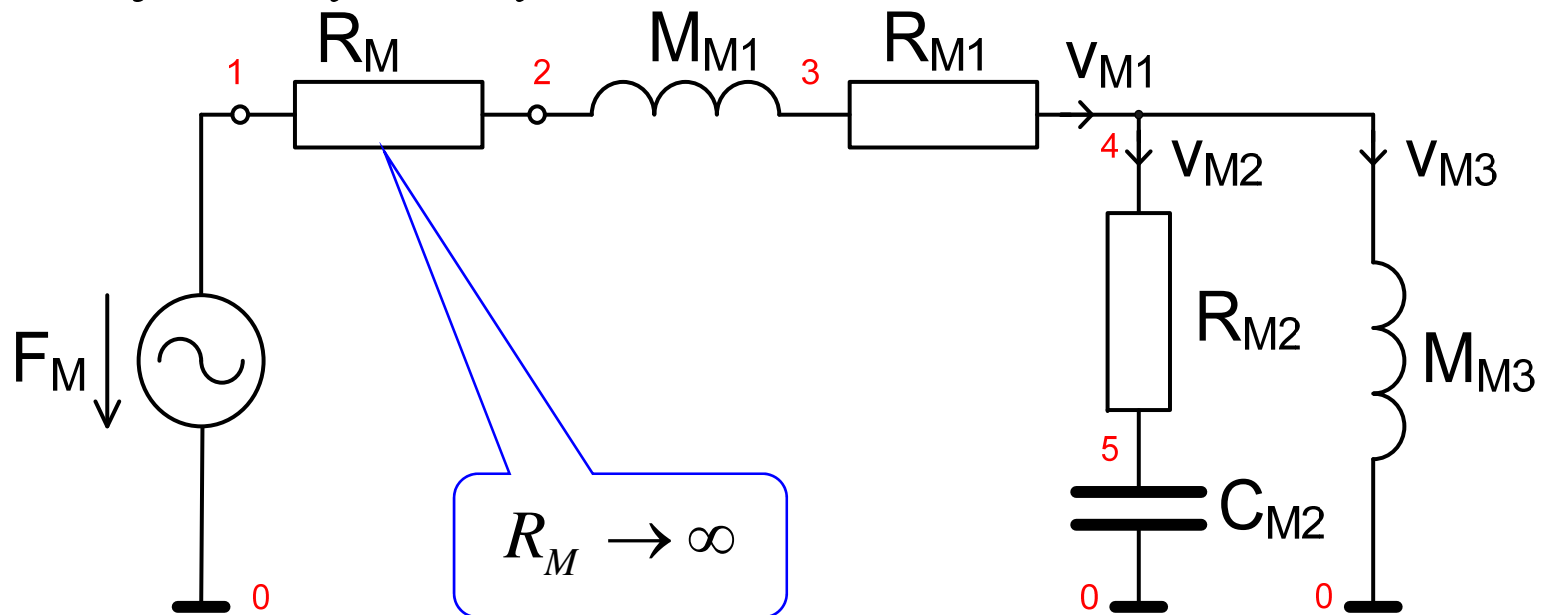 R_M
M_M1
R_M1
v_M1
1
2
3
4
v_M2
v_M3
F_M
R_M2
M_M3
5
C_M2
R_M → ∞
0
0
0